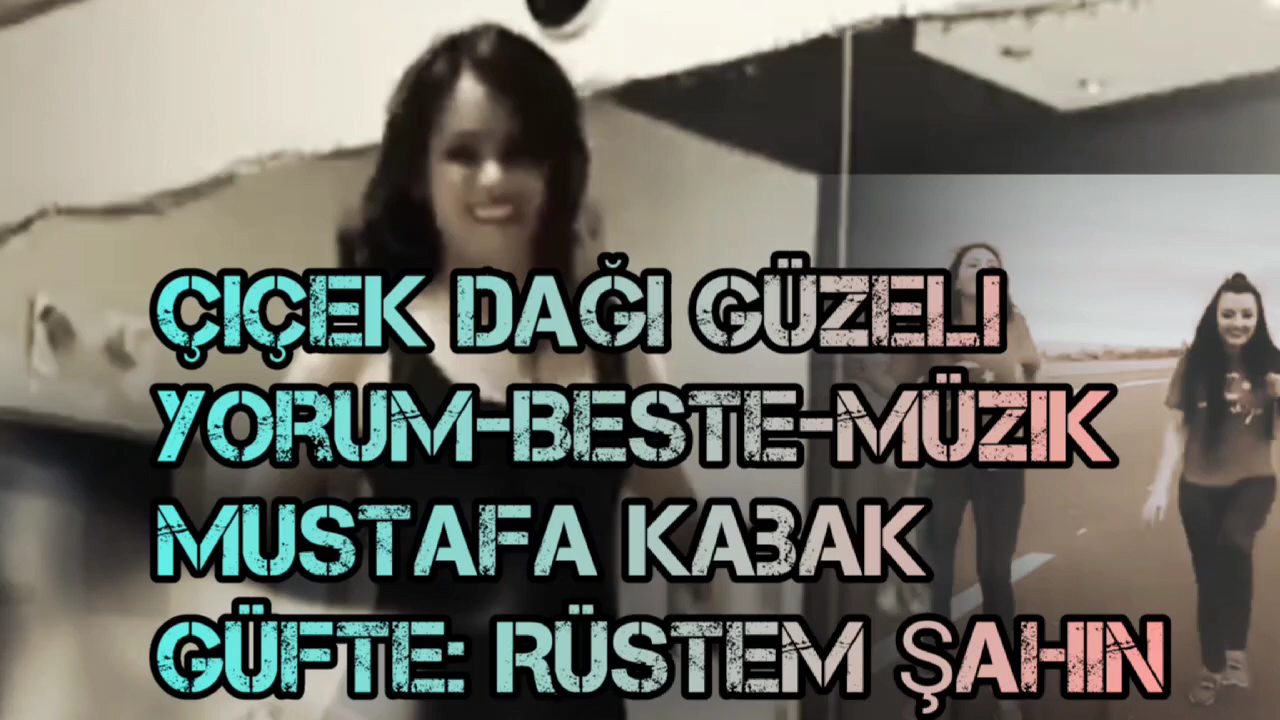 ÇIÇEK DAĞI GÜZELI
YORUM-BESTE-MÜZIK
MUSTAFA KABAK
GÜFTE: RÜSTEM ŞAHIN